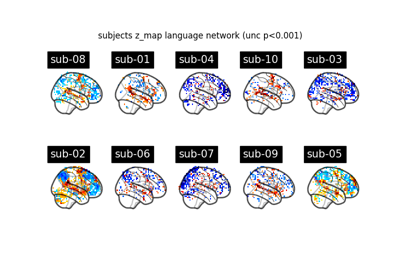 subjects z_map language network (unc p<0.001)
sub-08 sub-01 sub-04 sub-10 sub-03
sub-02 sub-06 sub-07 sub-09 sub-05